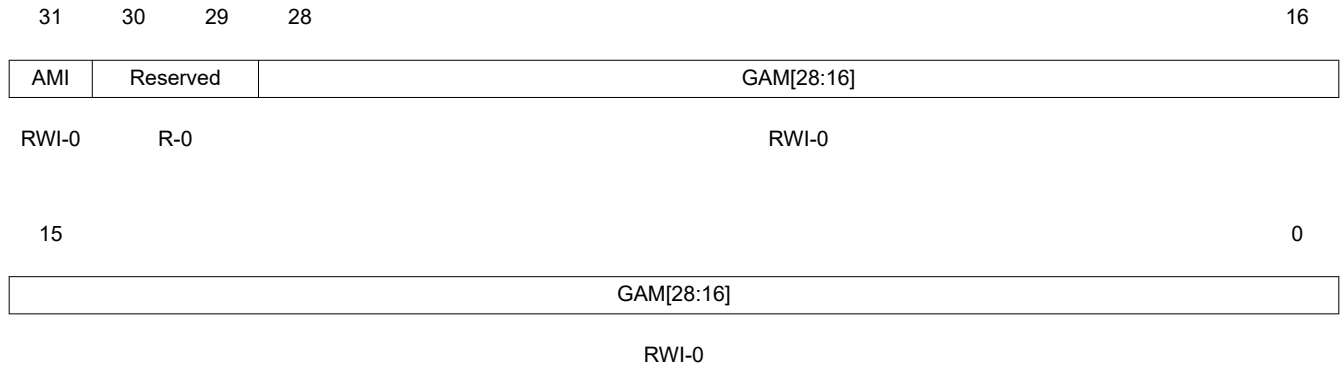 31 30 29 28 16
AMI Reserved GAM[28:16]
RWI-0 R-0 RWI-0
15 0
GAM[28:16]
RWI-0